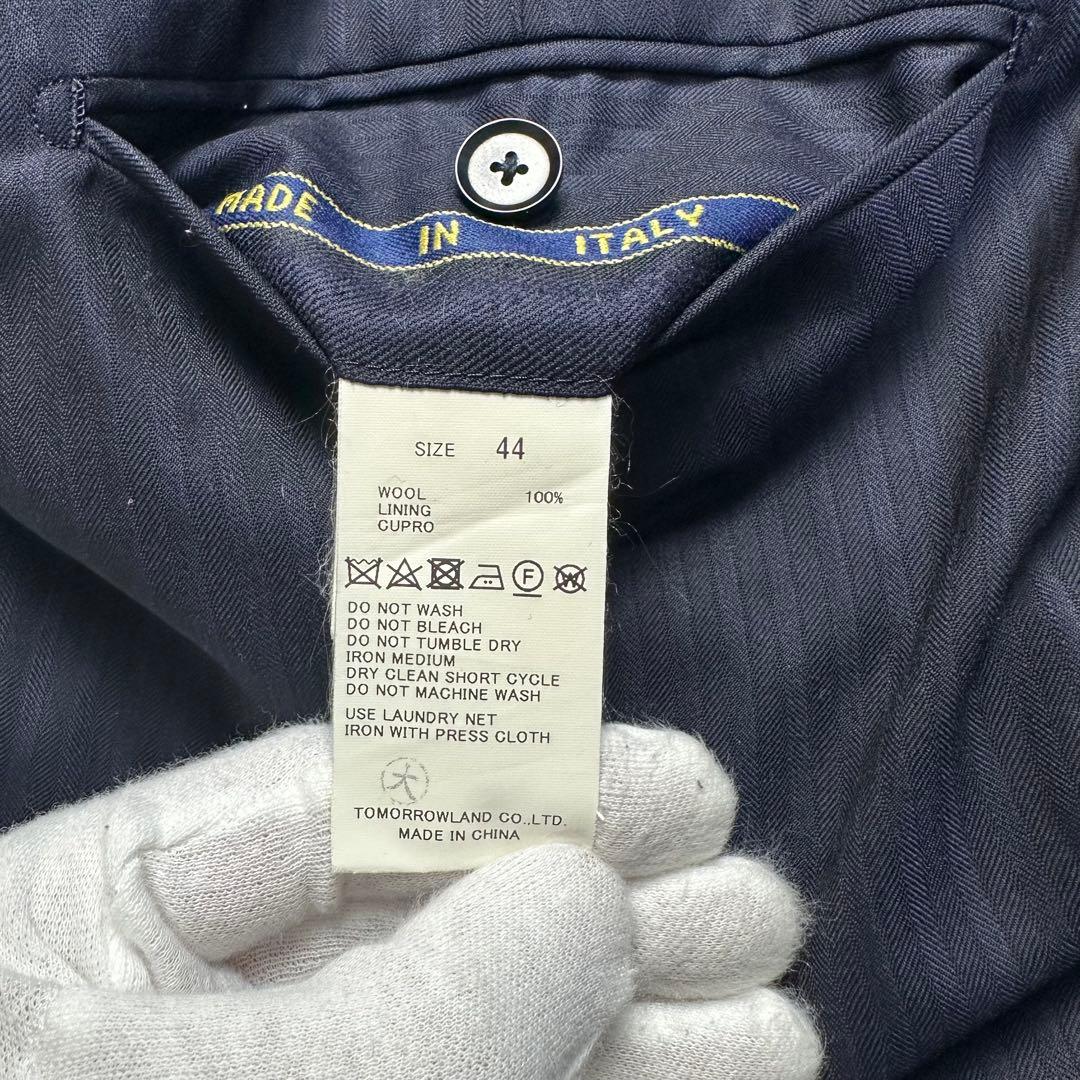 MADE IN ITALY
SIZE 44
WOOL 100%
LINING
CUPRO
F W
DO NOT WASH
DO NOT BLEACH
DO NOT TUMBLE DRY
IRON MEDIUM
DRY CLEAN SHORT CYCLE
DO NOT MACHINE WASH
USE LAUNDRY NET
IRON WITH PRESS CLOTH
大
TOMORROWLAND CO.,LTD.
MADE IN CHINA